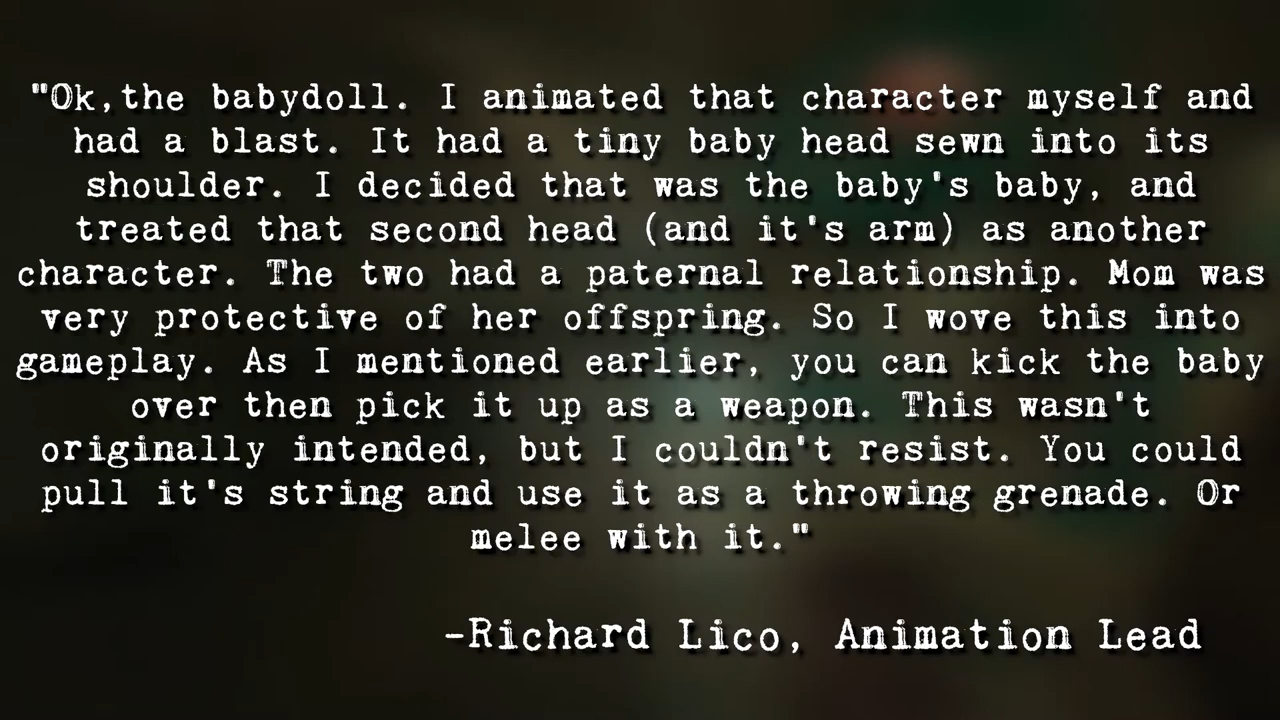 "Ok,the babydoll. I animated that character myself and
had a blast. It had a tiny baby head sewn into its
shoulder. I decided that was the baby's baby, and
treated that second head (and it's arm) as another
character. The two had a paternal relationship. Mom was
very protective of her offspring. So I wove this into
gameplay. As I mentioned earlier, you can kick the baby
over then pick it up as a weapon. This wasn't
originally intended, but I couldn't resist. You could
pull it's string and use it as a throwing grenade. Or
melee with it."
-Richard Lico, Animation Lead